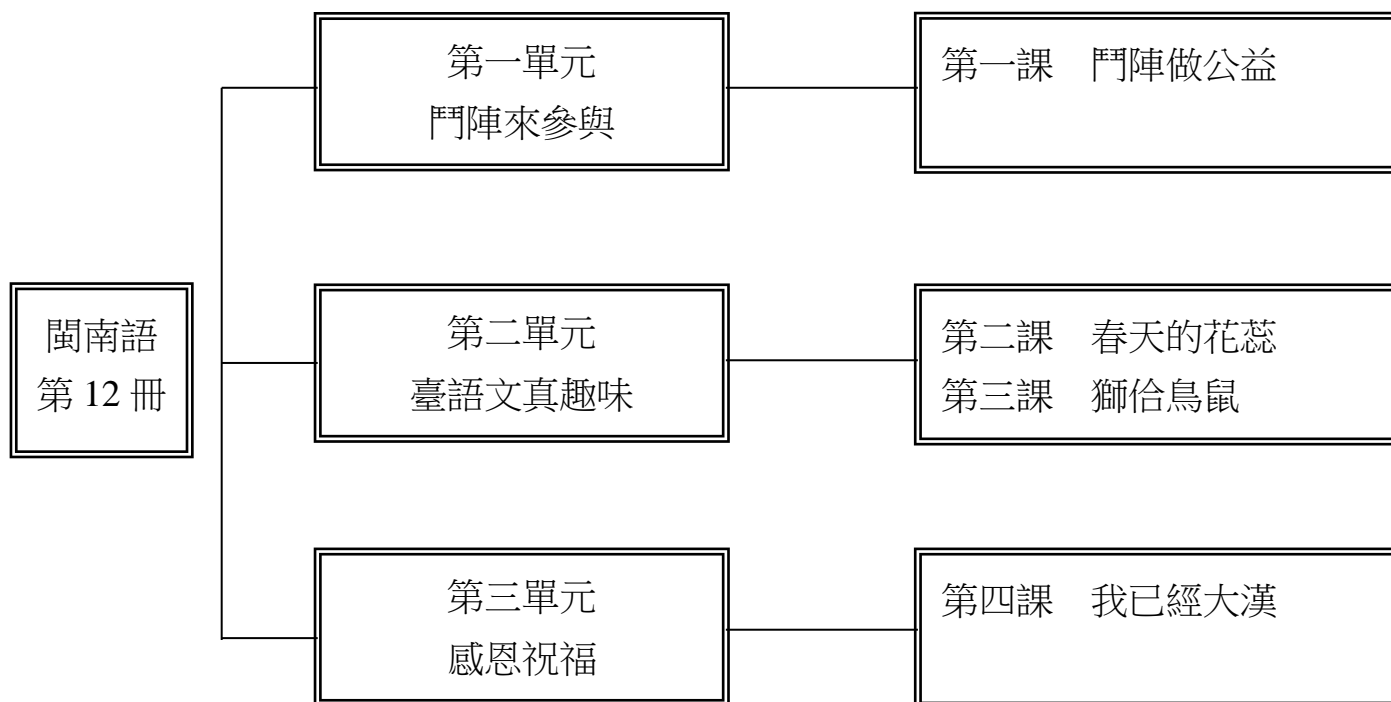 閩南語
第 12 冊
第一單元
鬥陣來參與
第一課　鬥陣做公益
第二單元
臺語文真趣味
第二課　春天的花蕊
第三課　獅佮鳥鼠
第三單元
感恩祝福
第四課　我已經大漢